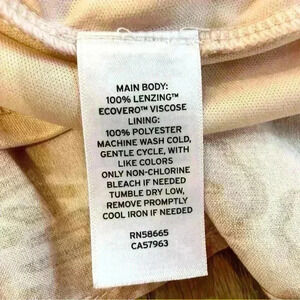 MAIN BODY:
100% LENZING™
ECOVERO™ VISCOSE
LINING:
100% POLYESTER
MACHINE WASH COLD,
GENTLE CYCLE, WITH
LIKE COLORS
ONLY NON-CHLORINE
BLEACH IF NEEDED
TUMBLE DRY LOW,
REMOVE PROMPTLY
COOL IRON IF NEEDED
RN58665
CA57963